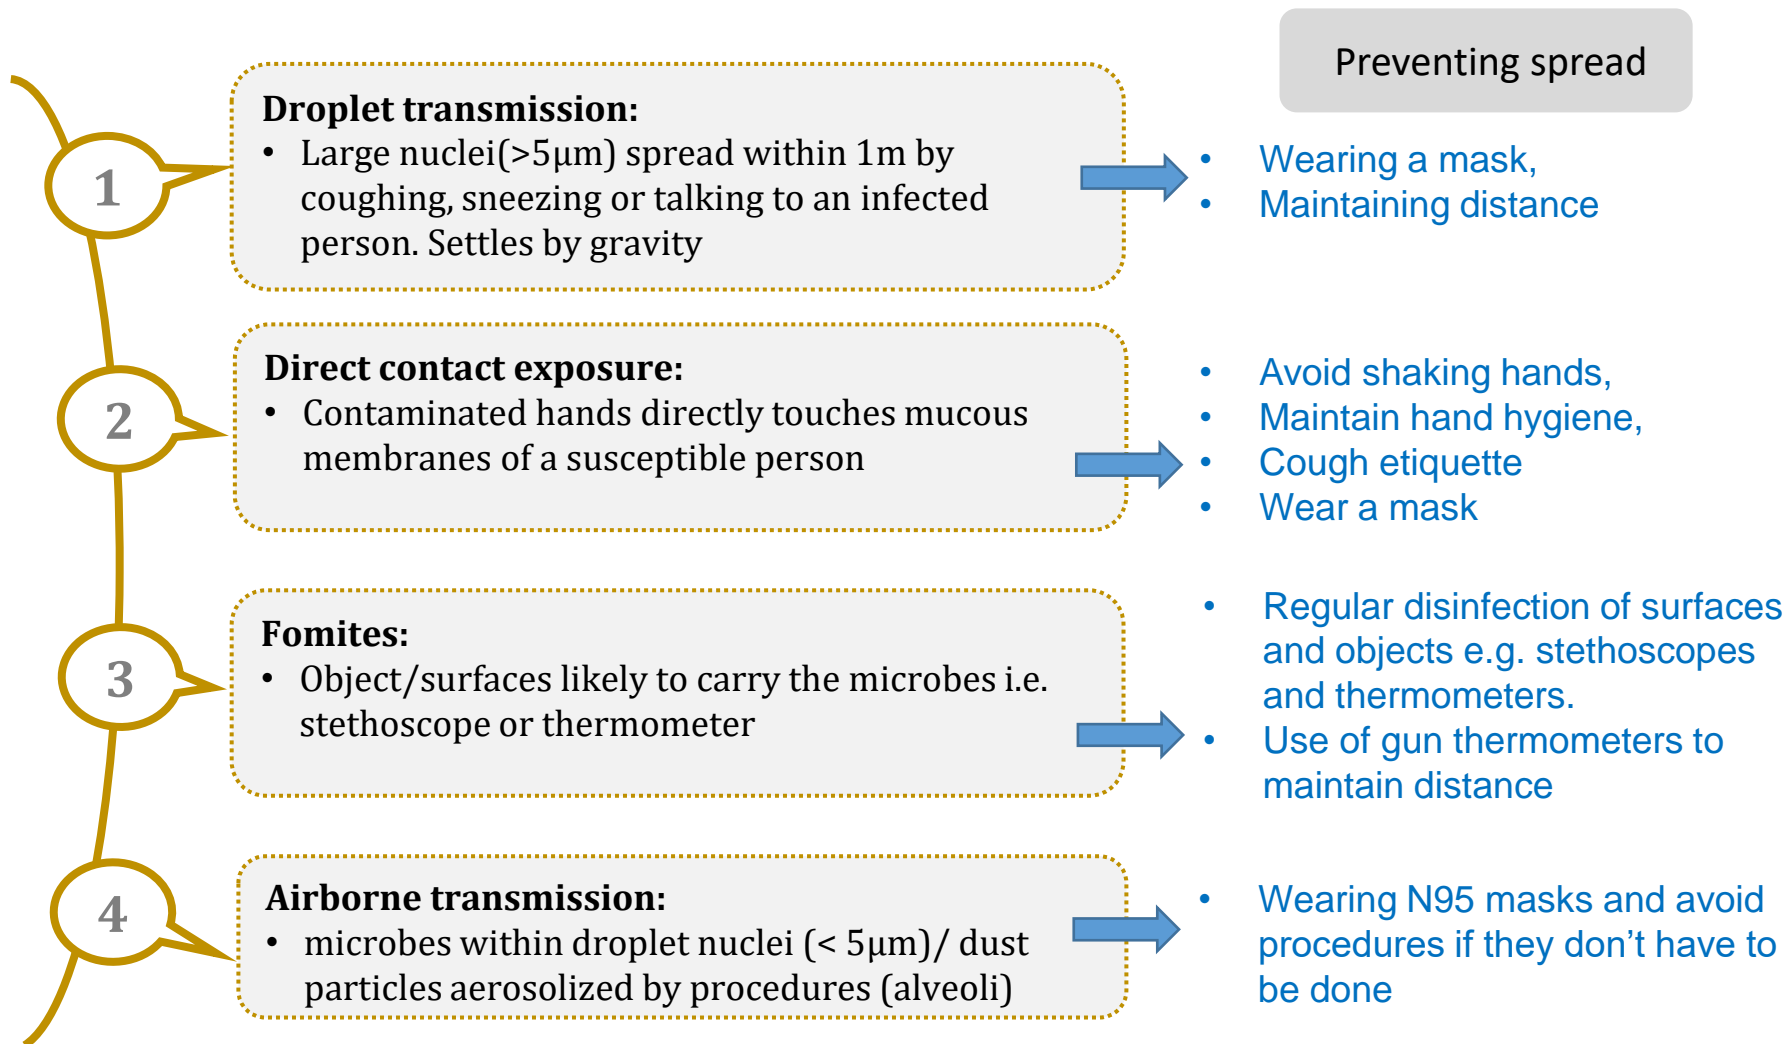 Preventing spread
1
Droplet transmission:
• Large nuclei(>5μm) spread within 1m by
coughing, sneezing or talking to an infected
person. Settles by gravity
• Wearing a mask,
• Maintaining distance
2
Direct contact exposure:
• Contaminated hands directly touches mucous
membranes of a susceptible person
• Avoid shaking hands,
• Maintain hand hygiene,
• Cough etiquette
• Wear a mask
3
Fomites:
• Object/surfaces likely to carry the microbes i.e.
stethoscope or thermometer
• Regular disinfection of surfaces
and objects e.g. stethoscopes
and thermometers.
• Use of gun thermometers to
maintain distance
4
Airborne transmission:
• microbes within droplet nuclei (< 5μm)/ dust
particles aerosolized by procedures (alveoli)
• Wearing N95 masks and avoid
procedures if they don’t have to
be done